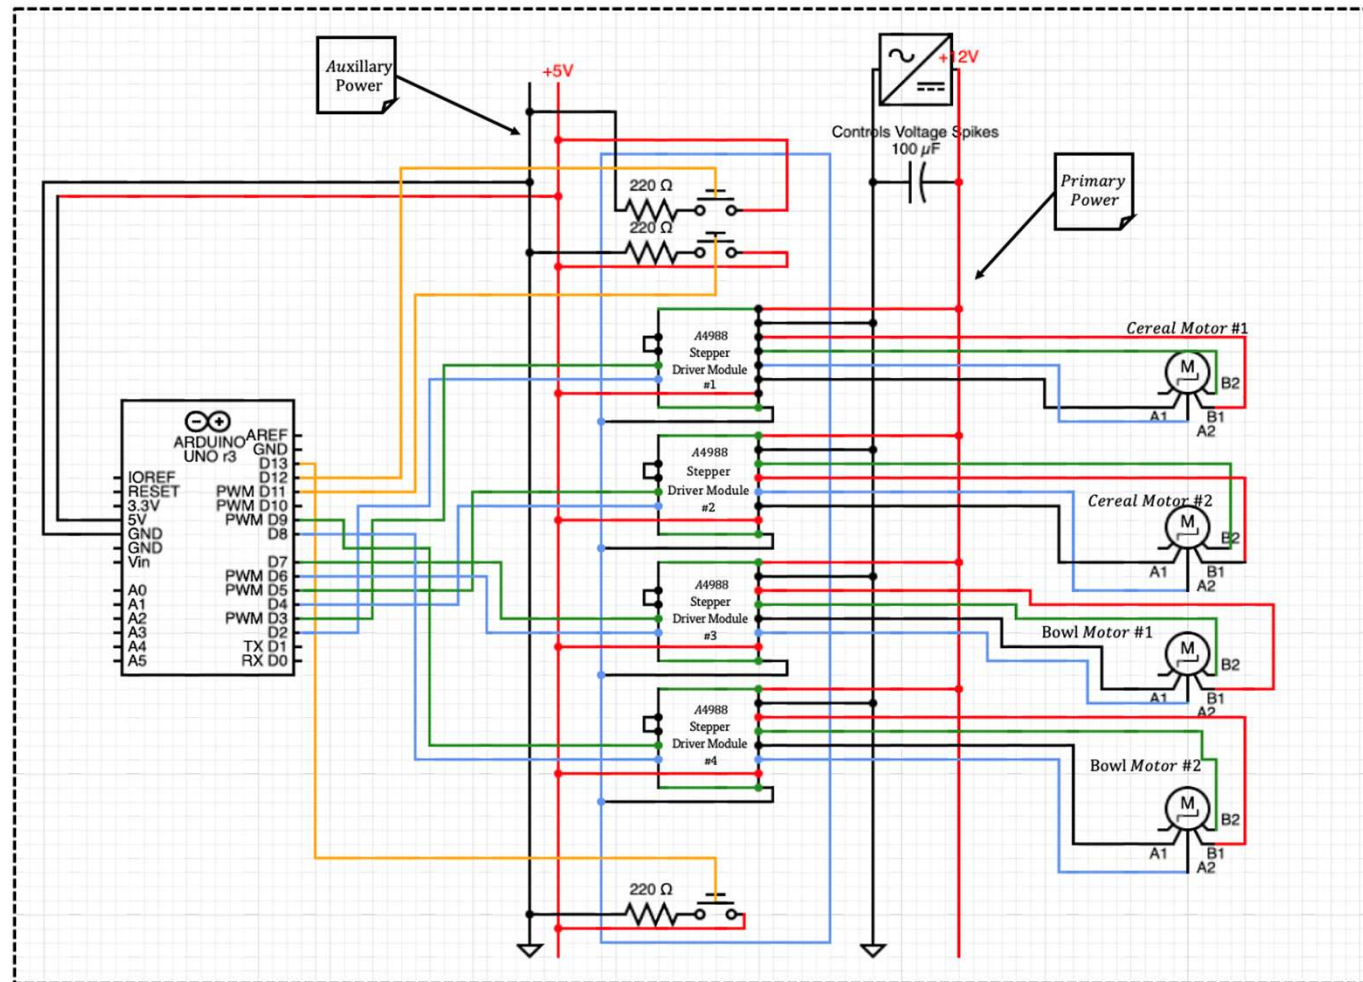 Auxillary
Power
+5V
+12V
Controls Voltage Spikes
100 µF
Primary
Power
220 Ω
220 Ω
A4988
Stepper
Driver Module
#1
Cereal Motor #1
M
B2
A1
B1
A2
ARDUINO
UNO r3
AREF
GND
D13
IOREF
D12
RESET
PWM D11
3.3V
PWM D10
5V
PWM D9
GND
D8
GND
Vin
D7
PWM D6
A0
PWM D5
A1
D4
A2
PWM D3
A3
D2
A4
TX D1
A5
RX D0
A4988
Stepper
Driver Module
#2
Cereal Motor #2
M
B2
A1
B1
A2
A4988
Stepper
Driver Module
#3
Bowl Motor #1
M
B2
A1
B1
A2
A4988
Stepper
Driver Module
#4
Bowl Motor #2
M
B2
A1
B1
A2
220 Ω